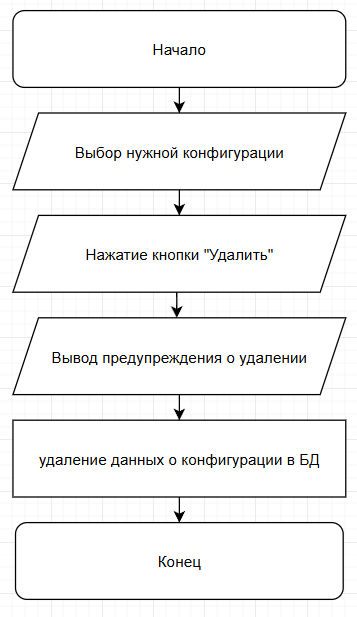 Начало
Выбор нужной конфигурации
Нажатие кнопки "Удалить"
Вывод предупреждения о удалении
удаление данных о конфигурации в БД
Конец